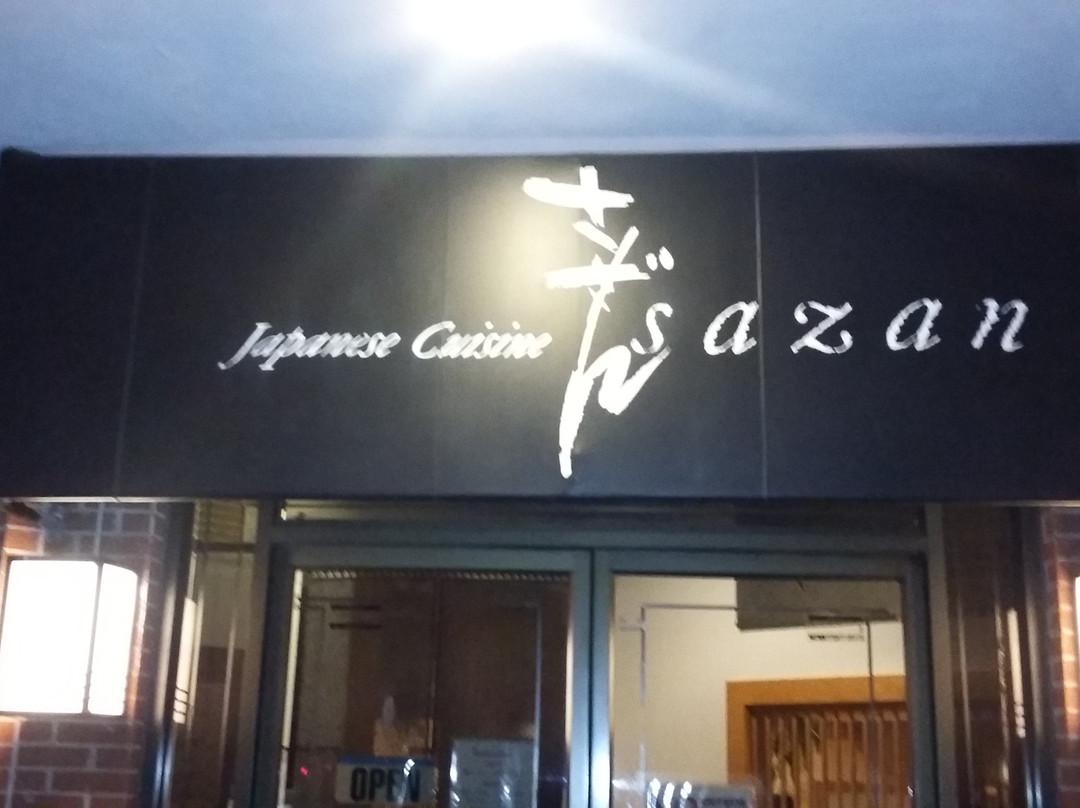 さざん
Japanese Cuisine
sazan
OPEN